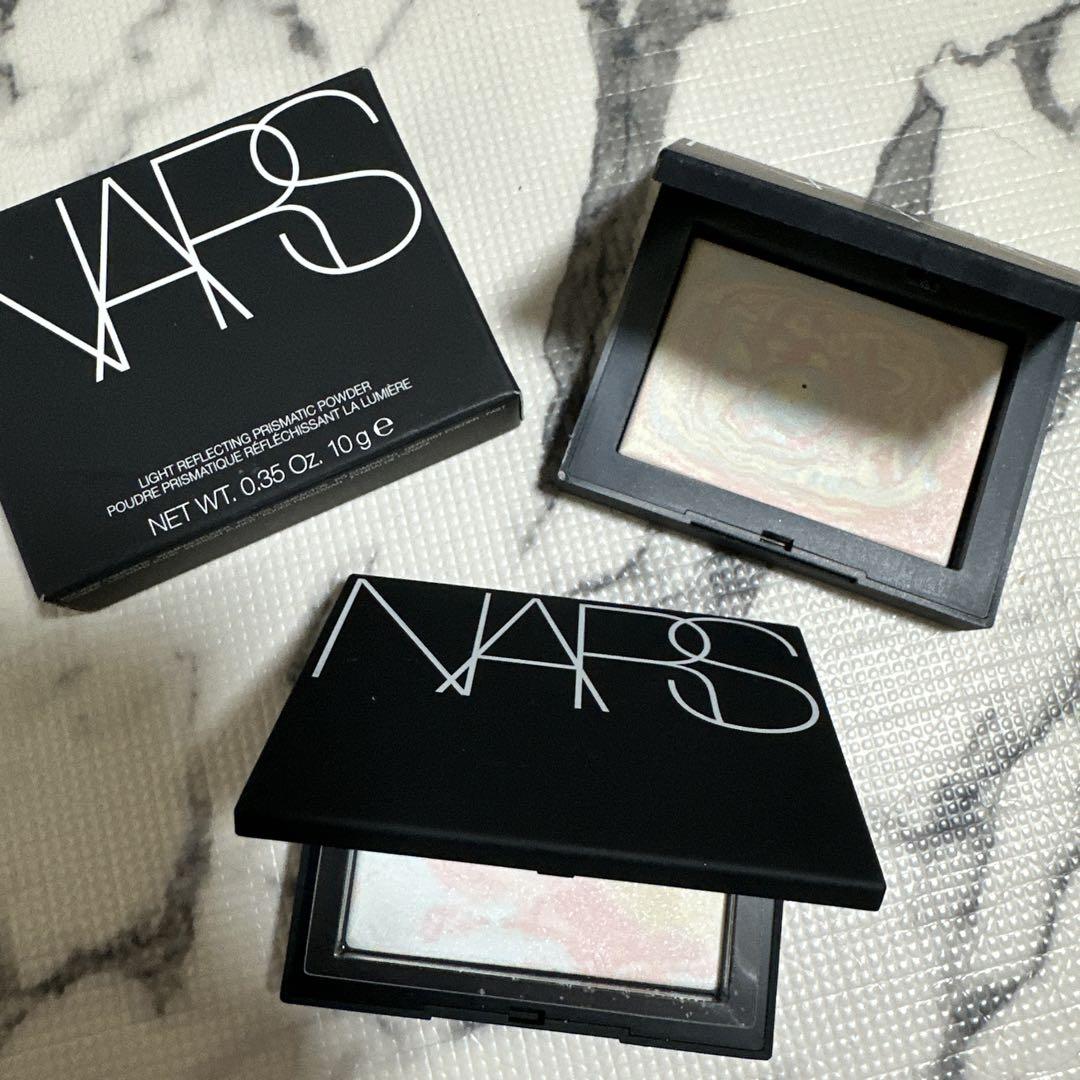 NARS
LIGHT REFLECTING PRISMATIC POWDER
POUDRE PRISMATIQUE RÉFLÉCHISSANT LA LUMIÈRE
NET WT. 0.35 Oz. 10 g e
NARS